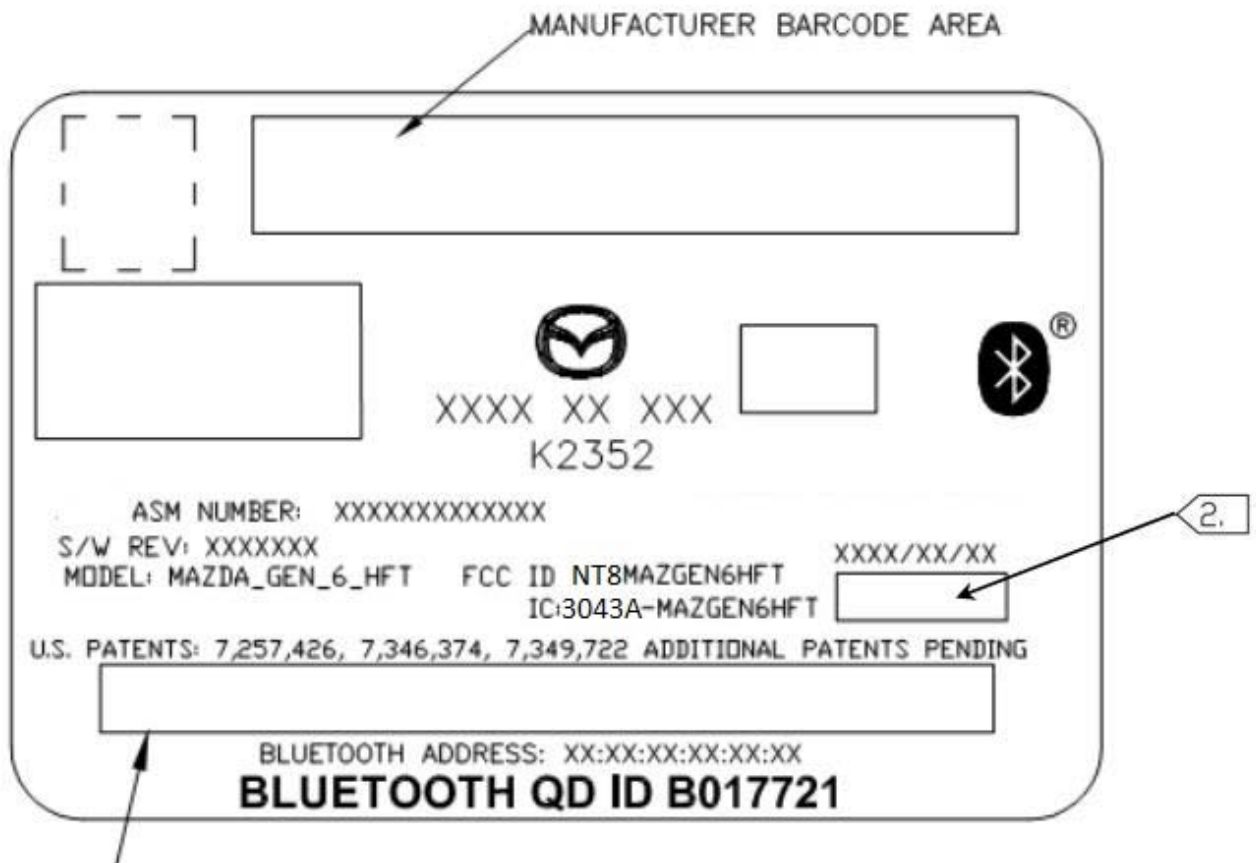 MANUFACTURER BARCODE AREA
®
XXXX XX XXX
K2352
ASM NUMBER: XXXXXXXXXXXXX
S/W REV: XXXXXXX
XXXX/XX/XX
2.
MODEL: MAZDA_GEN_6_HFT FCC ID NT8MAZGEN6HFT
IC:3043A-MAZGEN6HFT
U.S. PATENTS: 7,257,426, 7,346,374, 7,349,722 ADDITIONAL PATENTS PENDING
BLUETOOTH ADDRESS: XX:XX:XX:XX:XX:XX
BLUETOOTH QD ID B017721